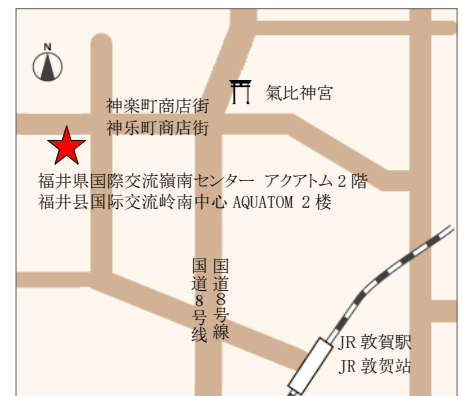 N
氣比神宮
神楽町商店街
神乐町商店街
福井県国際交流嶺南センター アクアトム 2 階
福井县国际交流岭南中心 AQUATOM 2 楼
国道8号線
国道8号线
JR 敦賀駅
JR 敦贺站